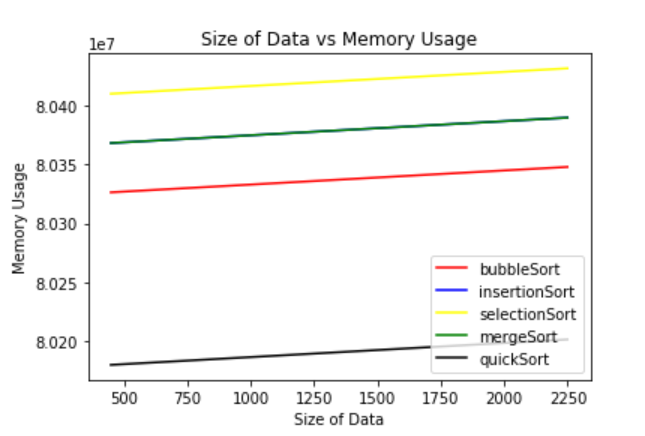 Size of Data vs Memory Usage
1e7
8.040
8.035
8.030
8.025
8.020
Memory Usage
bubbleSort
insertionSort
selectionSort
mergeSort
quickSort
500 750 1000 1250 1500 1750 2000 2250
Size of Data